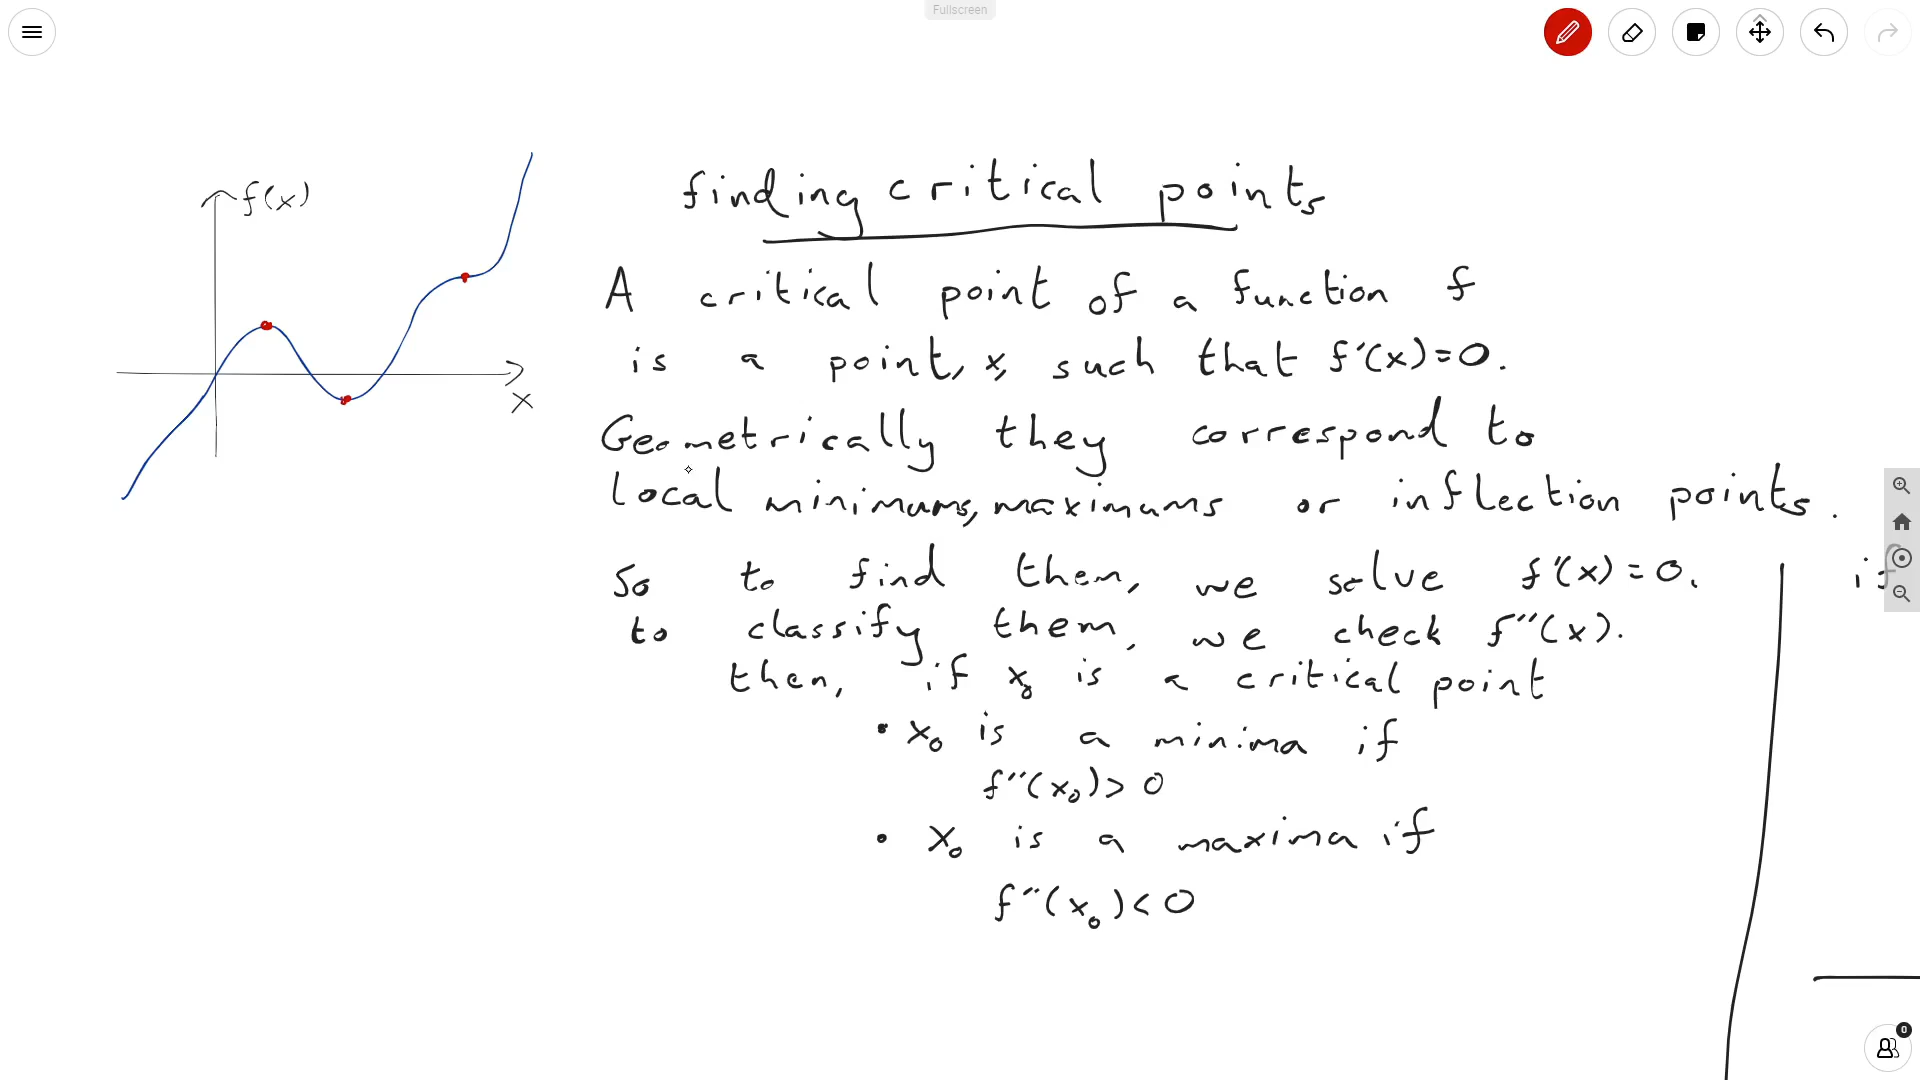 Fullscreen
f(x)
x
finding critical points
A critical point of a function f
is a point, x, such that f'(x)=0.
Geometrically they correspond to
local minimums, maximums or inflection points.
So to find them, we solve f'(x)=0.
if
to classify them, we check f''(x).
then, if x₀ is a critical point
• x₀ is a minima if
f''(x₀)>0
• x₀ is a maxima if
f''(x₀)<0
0